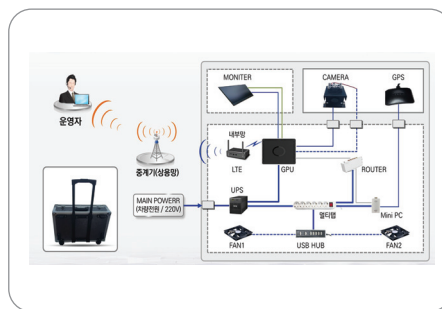 MONITER
CAMERA
GPS
운영자
중계기(상용망)
내부망
LTE
GPU
ROUTER
MAIN POWERR
(차량전원 / 220V)
UPS
멀티탭
Mini PC
FAN1
USB HUB
FAN2